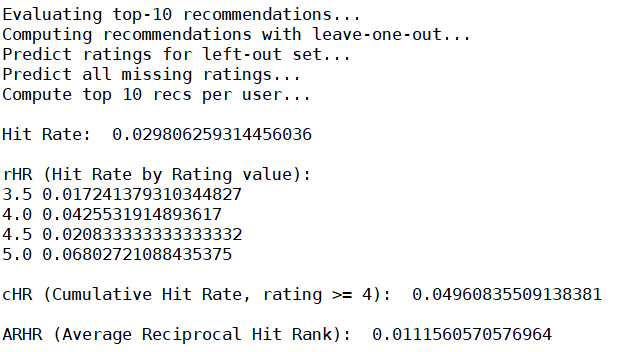 Evaluating top-10 recommendations...
Computing recommendations with leave-one-out...
Predict ratings for left-out set...
Predict all missing ratings...
Compute top 10 recs per user...
Hit Rate:  0.029806259314456036
rHR (Hit Rate by Rating value):
3.5 0.017241379310344827
4.0 0.0425531914893617
4.5 0.020833333333333332
5.0 0.06802721088435375
cHR (Cumulative Hit Rate, rating >= 4):  0.04960835509138381
ARHR (Average Reciprocal Hit Rank):  0.0111560570576964